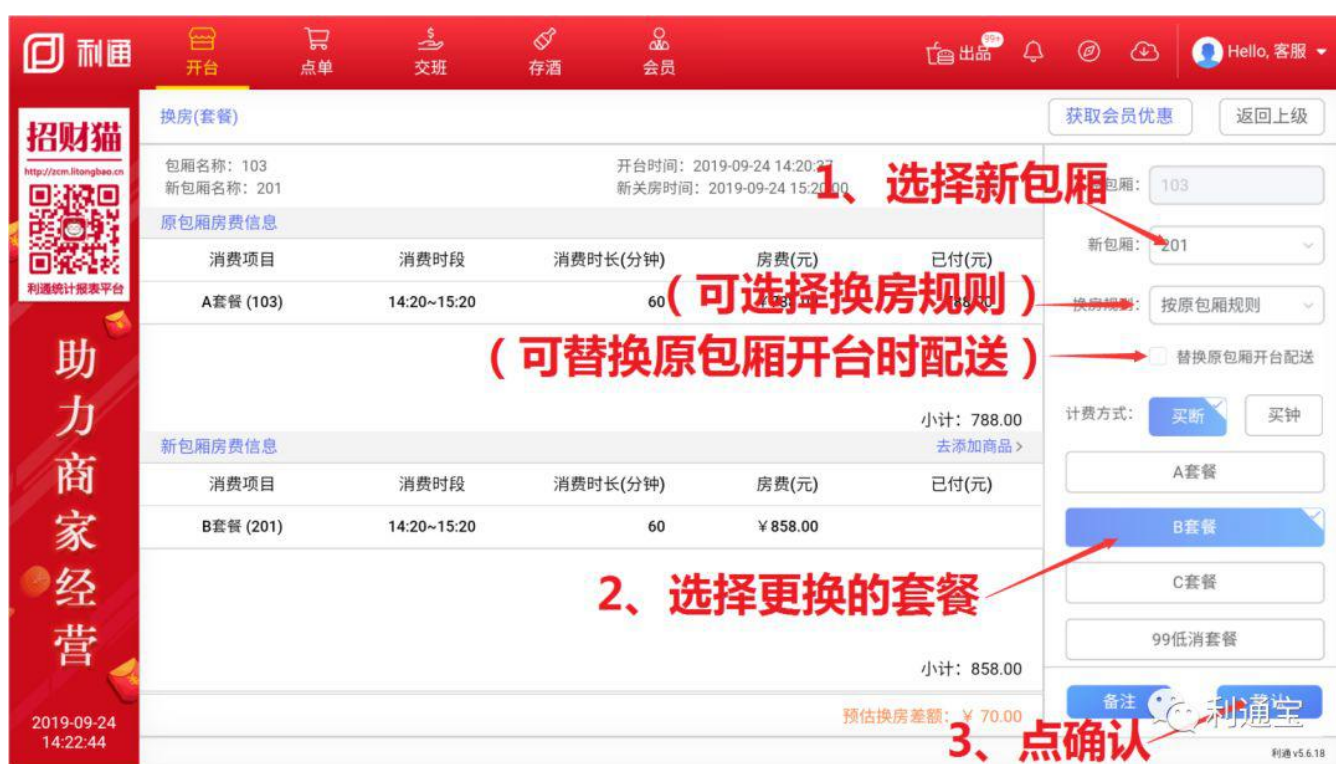 利通
开台
点单
交班
存酒
会员
出品
99+
Hello, 客服
招财猫
http://zcm.litongbao.cn
利通统计报表平台
助力商家经营
2019-09-24
14:22:44
换房(套餐)
获取会员优惠
返回上级
包厢名称：103
开台时间：2019-09-24 14:20:37
新包厢名称：201
新关房时间：2019-09-24 15:20:00
1、选择新包厢
包厢：
103
原包厢房费信息
新包厢：
201
消费项目 消费时段 消费时长(分钟) 房费(元) 已付(元)
A套餐 (103) 14:20~15:20 60
（可选择换房规则）
换房规则：
按原包厢规则
（可替换原包厢开台时配送）
替换原包厢开台配送
小计：788.00
计费方式：
买断
买钟
新包厢房费信息
去添加商品>
A套餐
消费项目 消费时段 消费时长(分钟) 房费(元) 已付(元)
B套餐 (201) 14:20~15:20 60 ￥858.00
B套餐
2、选择更换的套餐
C套餐
99低消套餐
小计：858.00
预估换房差额：￥ 70.00
备注
利通宝
3、点确认
利通 v5.6.18